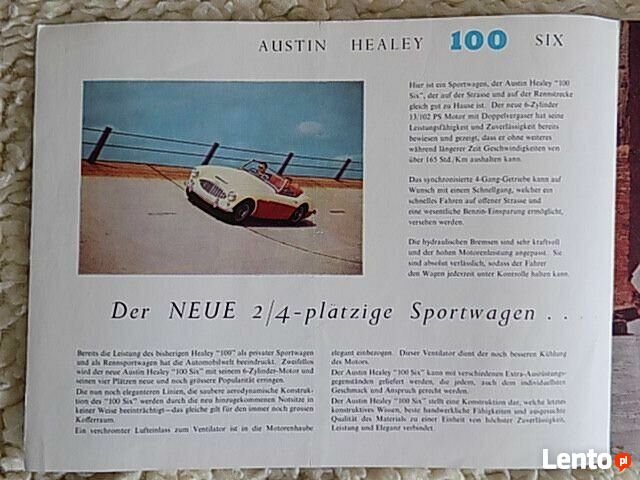 AUSTIN HEALEY 100 SIX
Hier ist ein Sportwagen, der Austin Healey "100
Six", der auf der Strasse und auf der Rennstrecke
gleich gut zu Hause ist. Der neue 6-Zylinder
13/102 PS Motor mit Doppelvergaser hat seine
Leistungsfähigkeit und Zuverlässigkeit bereits
bewiesen und gezeigt, dass er ohne weiteres
während längerer Zeit Geschwindigkeiten von
über 165 Std./Km aushalten kann.
Das synchronisierte 4-Gang-Getriebe kann auf
Wunsch mit einem Schnellgang, welcher ein
schnelles Fahren auf offener Strasse und
eine wesentliche Benzin-Einsparung ermöglicht,
versehen werden.
Die hydraulischen Bremsen sind sehr kraftvoll
und der hohen Motorenleistung angepasst. Sie
sind absolut verlässlich, sodass der Fahrer
den Wagen jederzeit unter Kontrolle halten kann.
Der NEUE 2/4-plätzige Sportwagen . . .
Bereits die Leistung des bisherigen Healey "100" als privater Sportwagen
und als Rennsportwagen hat die Automobilwelt beeindruckt. Zweifellos
wird der neue Austin Healey "100 Six" mit seinem 6-Zylinder-Motor und
seinen vier Plätzen neue und noch grössere Popularität erringen.
Die nun noch eleganteren Linien, die saubere aerodynamische Konstruk-
tion des "100 Six" werden durch die neu hinzugekommenen Notsitze in
keiner Weise beeinträchtigt—das gleiche gilt für den immer noch grossen
Kofferraum.
Ein verchromter Lufteinlass zum Ventilator ist in die Motorenhaube
elegant einbezogen. Dieser Ventilator dient der noch besseren Kühlung
des Motors.
Der Austin Healey "100 Six" kann mit verschiedenen Extra-Ausrüstungs-
gegenständen geliefert werden, die jedem, auch dem individuellsten
Geschmack und Anspruch gerecht werden.
Der Austin Healey "100 Six" stellt eine Konstruktion dar, welche letztes
konstruktives Wissen, beste handwerkliche Fähigkeiten und ausgesuchte
Qualität des Materials zu einer Einheit von höchster Zuverlässigkeit,
Leistung und Eleganz verbindet.
Lento.pl